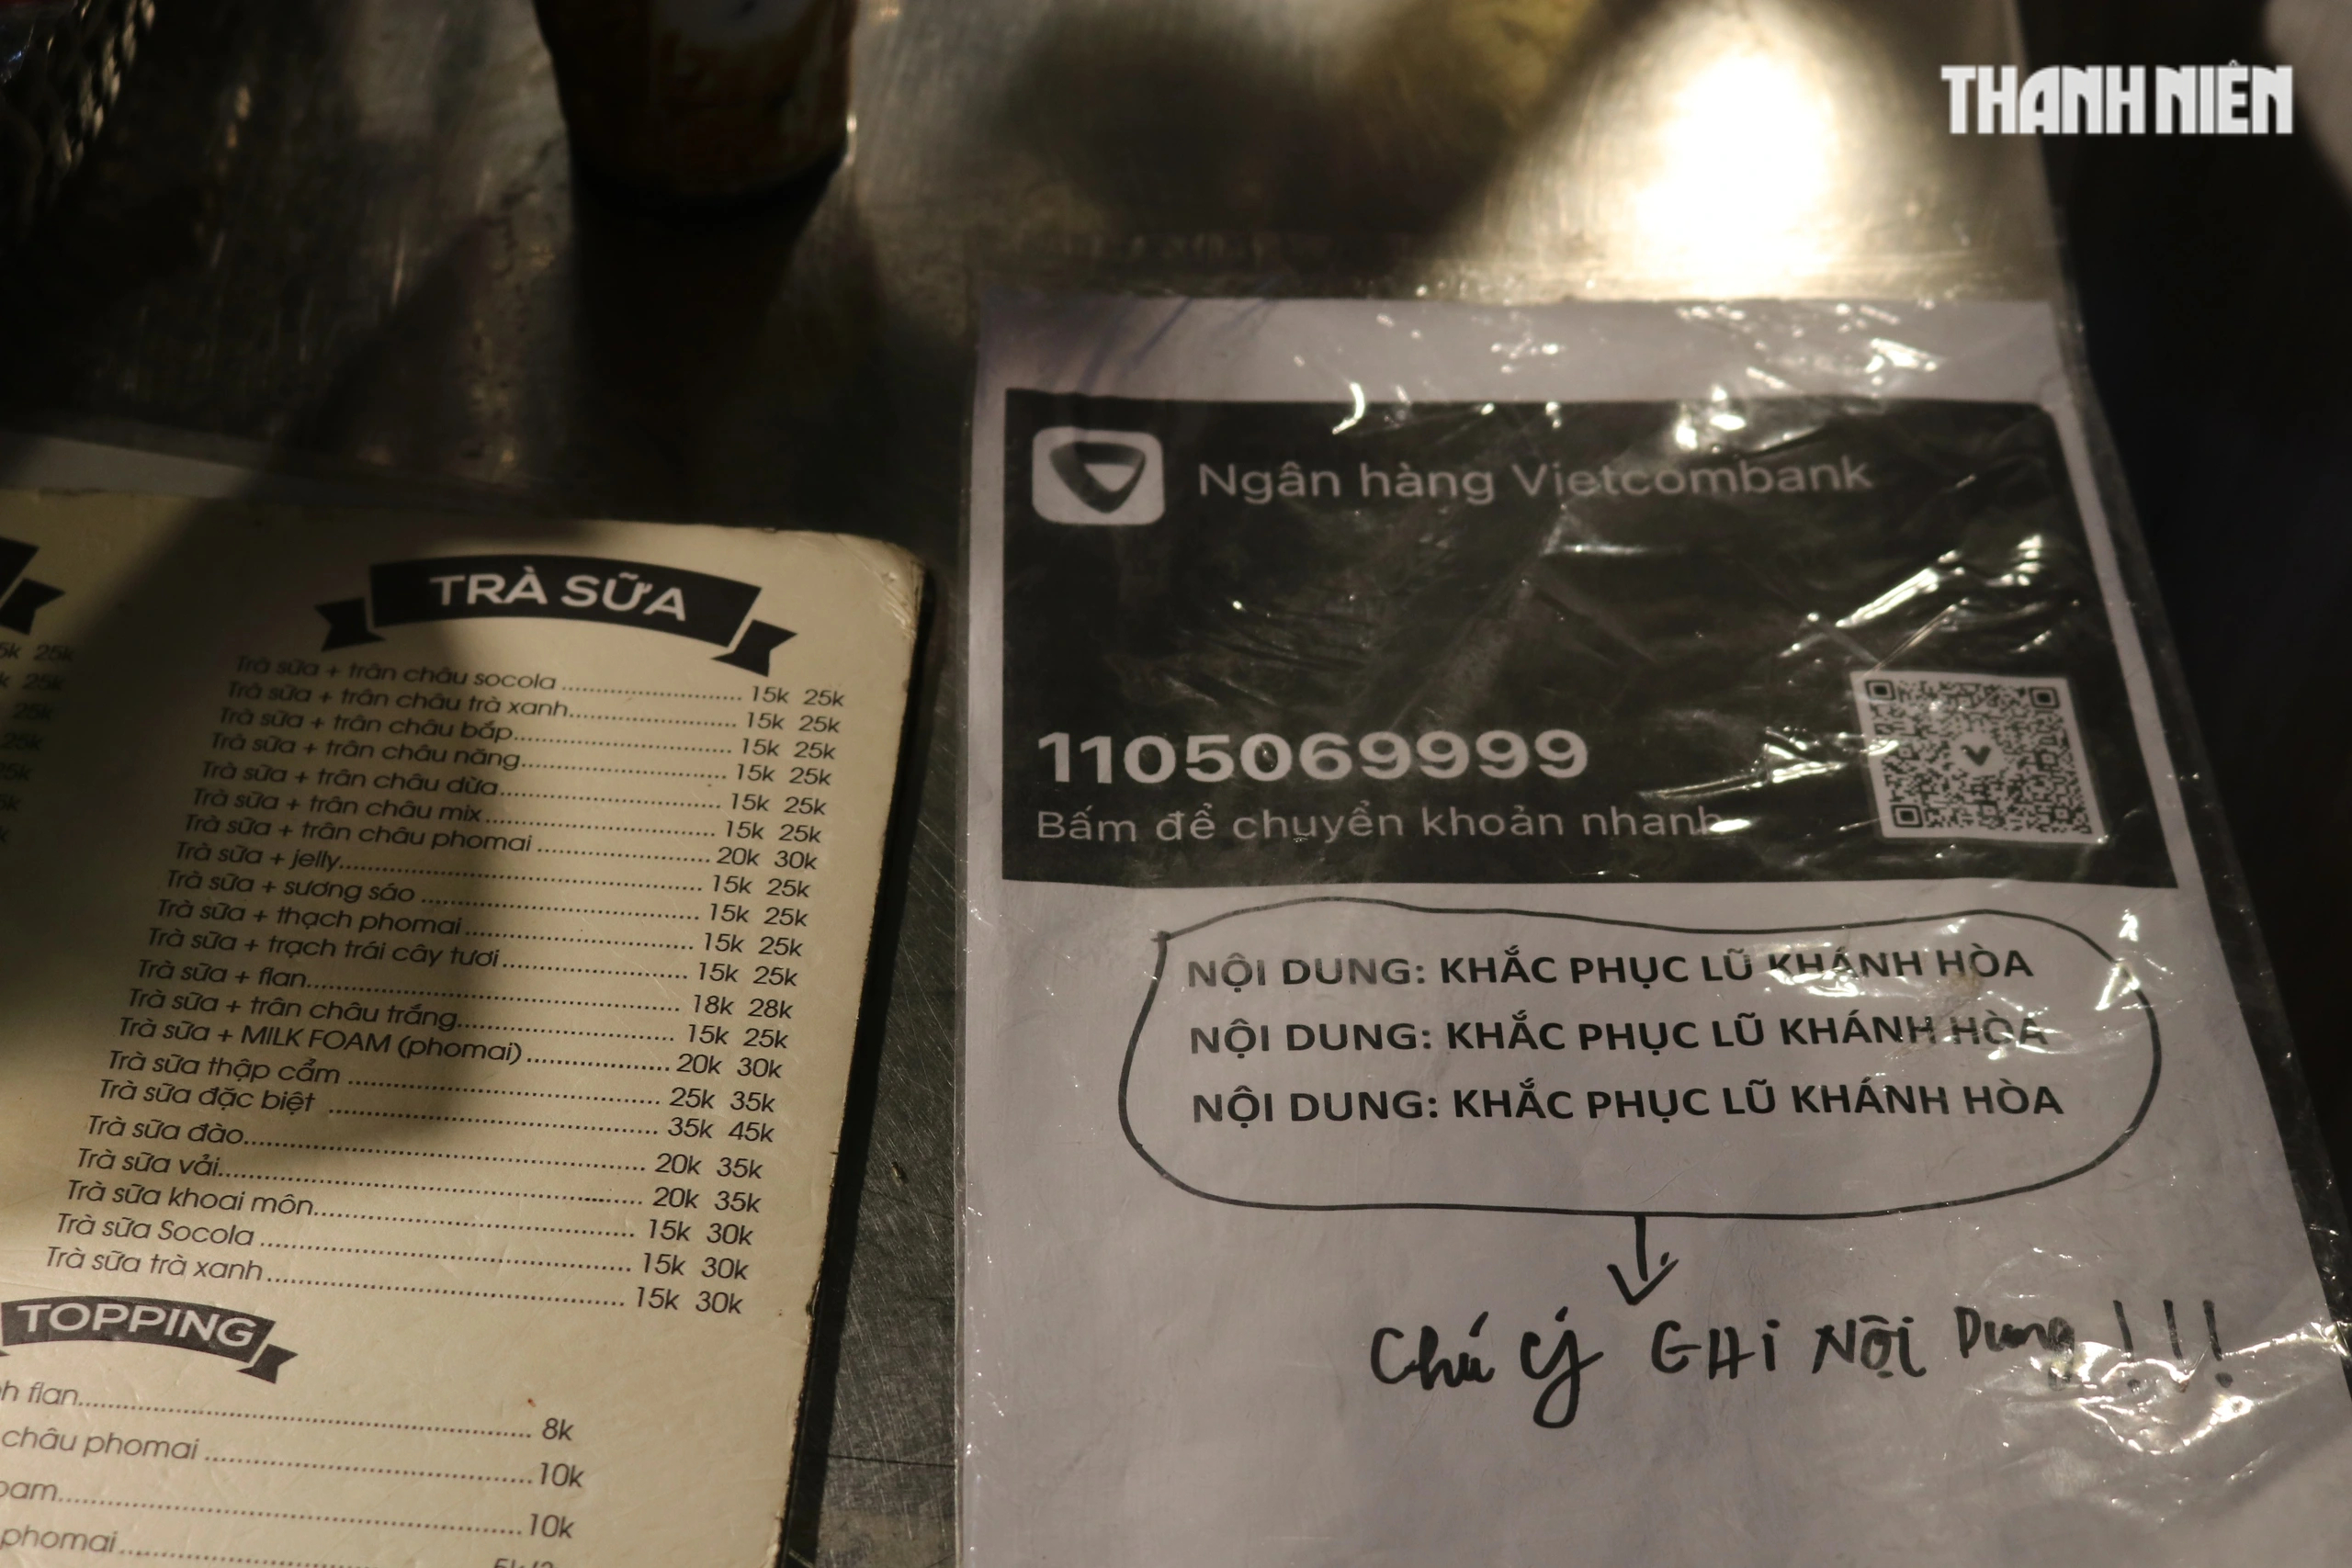 THANH NIÊN
25k
25k
25k
25k
TRÀ SỮA
Trà sữa + trân châu socola ........ 15k 25k
Trà sữa + trân châu trà xanh........ 15k 25k
Trà sữa + trân châu bắp........ 15k 25k
Trà sữa + trân châu năng........ 15k 25k
Trà sữa + trân châu dừa........ 15k 25k
Trà sữa + trân châu mix........ 15k 25k
Trà sữa + trân châu phomai ........ 20k 30k
Trà sữa + jelly........ 15k 25k
Trà sữa + sương sáo ........ 15k 25k
Trà sữa + thạch phomai........ 15k 25k
Trà sữa + trạch trái cây tươi........ 15k 25k
Trà sữa + flan........ 18k 28k
Trà sữa + trân châu trắng........ 15k 25k
Trà sữa + MILK FOAM (phomai) ........ 20k 30k
Trà sữa thập cẩm ........ 25k 35k
Trà sữa đặc biệt ........ 35k 45k
Trà sữa đào........ 20k 35k
Trà sữa vải........ 20k 35k
Trà sữa khoai môn........ 15k 30k
Trà sữa Socola ........ 15k 30k
Trà sữa trà xanh........ 15k 30k
TOPPING
flan........ 8k
châu phomai ........ 10k
........ 10k
phomai........
Ngân hàng Vietcombank
1105069999
Bấm để chuyển khoản nhanh
NỘI DUNG: KHẮC PHỤC LŨ KHÁNH HÒA
NỘI DUNG: KHẮC PHỤC LŨ KHÁNH HÒA
NỘI DUNG: KHẮC PHỤC LŨ KHÁNH HÒA
Chú ý GHi Nội Dung !!!